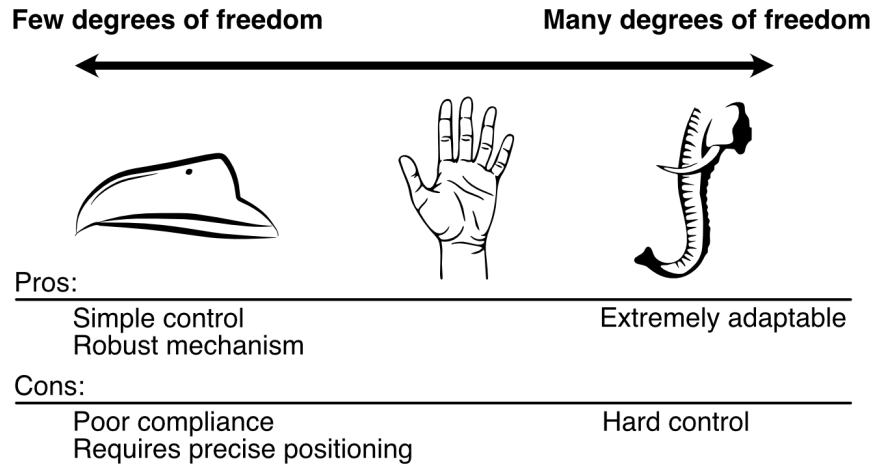 Few degrees of freedom
Many degrees of freedom
Pros:
Simple control
Robust mechanism
Extremely adaptable
Cons:
Poor compliance
Requires precise positioning
Hard control